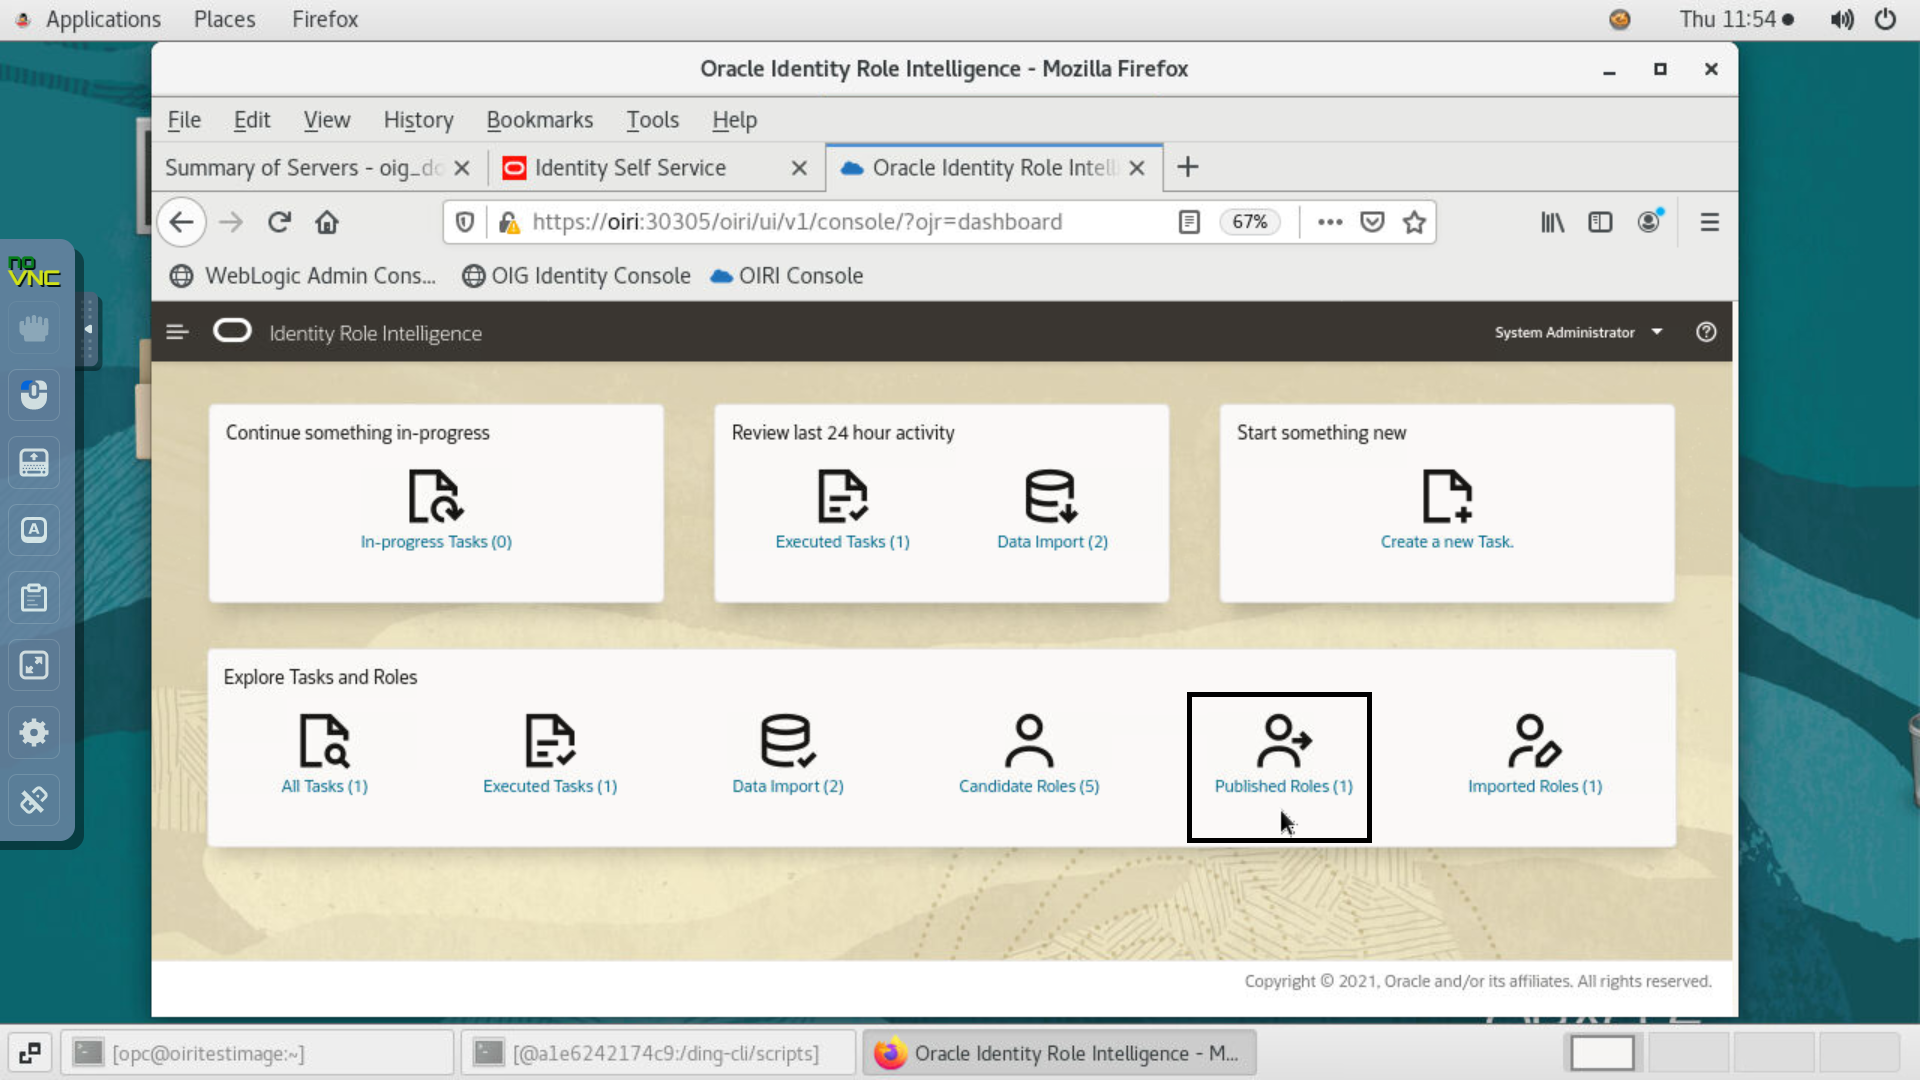 Applications Places Firefox Thu 11:54
Oracle Identity Role Intelligence - Mozilla Firefox
File Edit View History Bookmarks Tools Help
Summary of Servers - oig_do Identity Self Service Oracle Identity Role Intelli
https://oiri:30305/oiri/ui/v1/console/?ojr=dashboard 67%
WebLogic Admin Cons... OIG Identity Console OIRI Console
no
VNC
Identity Role Intelligence System Administrator
Continue something in-progress
In-progress Tasks (0)
Review last 24 hour activity
Executed Tasks (1) Data Import (2)
Start something new
Create a new Task.
Explore Tasks and Roles
All Tasks (1) Executed Tasks (1) Data Import (2) Candidate Roles (5) Published Roles (1) Imported Roles (1)
Copyright © 2021, Oracle and/or its affiliates. All rights reserved.
[opc@oiritestimage:~] [@a1e6242174c9:/ding-cli/scripts] Oracle Identity Role Intelligence - M...